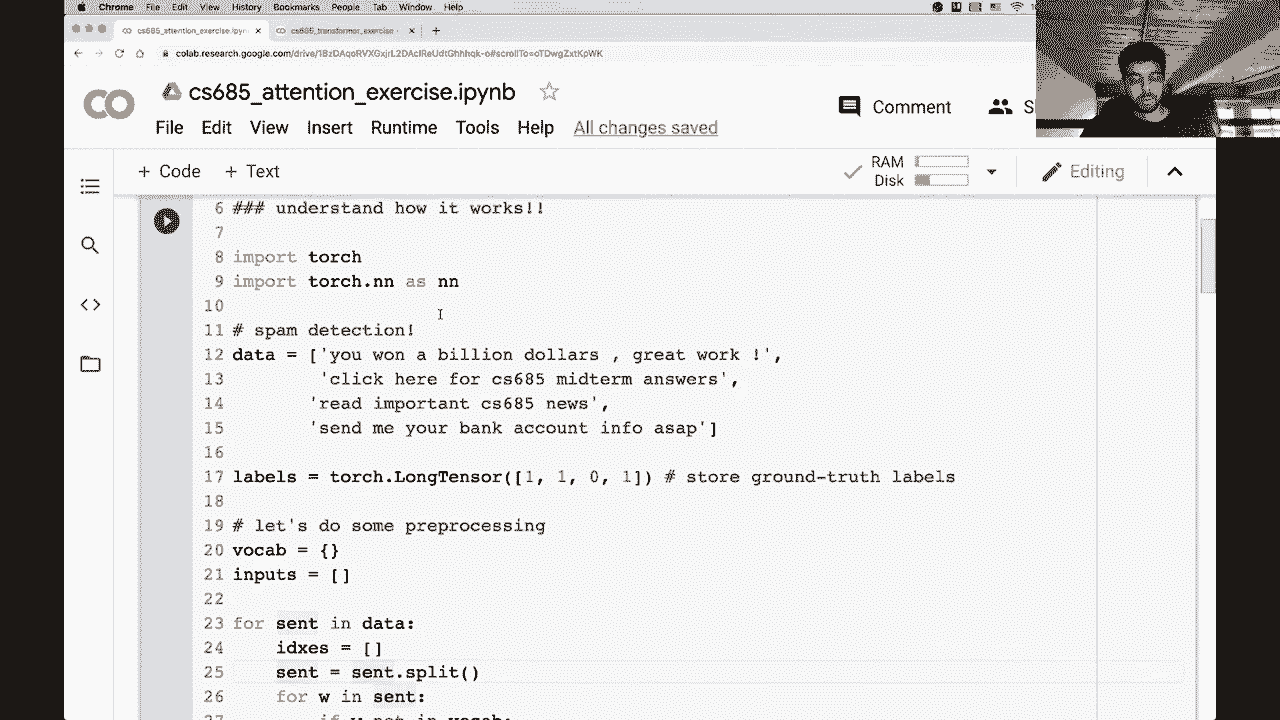 Chrome File Edit View History Bookmarks People Tab Window Help
cs685_attention_exercise.ipyn
cs685_transformer_exercise
colab.research.google.com/drive/
cs685_attention_exercise.ipynb
Comment
S
File Edit View Insert Runtime Tools Help All changes saved
+ Code + Text
RAM
Disk
Editing
6 ### understand how it works!!
7
8 import torch
9 import torch.nn as nn
10
11 # spam detection!
12 data = ['you won a billion dollars , great work !',
13 'click here for cs685 midterm answers',
14 'read important cs685 news',
15 'send me your bank account info asap']
16
17 labels = torch.LongTensor([1, 1, 0, 1]) # store ground-truth labels
18
19 # let's do some preprocessing
20 vocab = {}
21 inputs = []
22
23 for sent in data:
24 idxes = []
25 sent = sent.split()
26 for w in sent:
27 if w not in vocab: